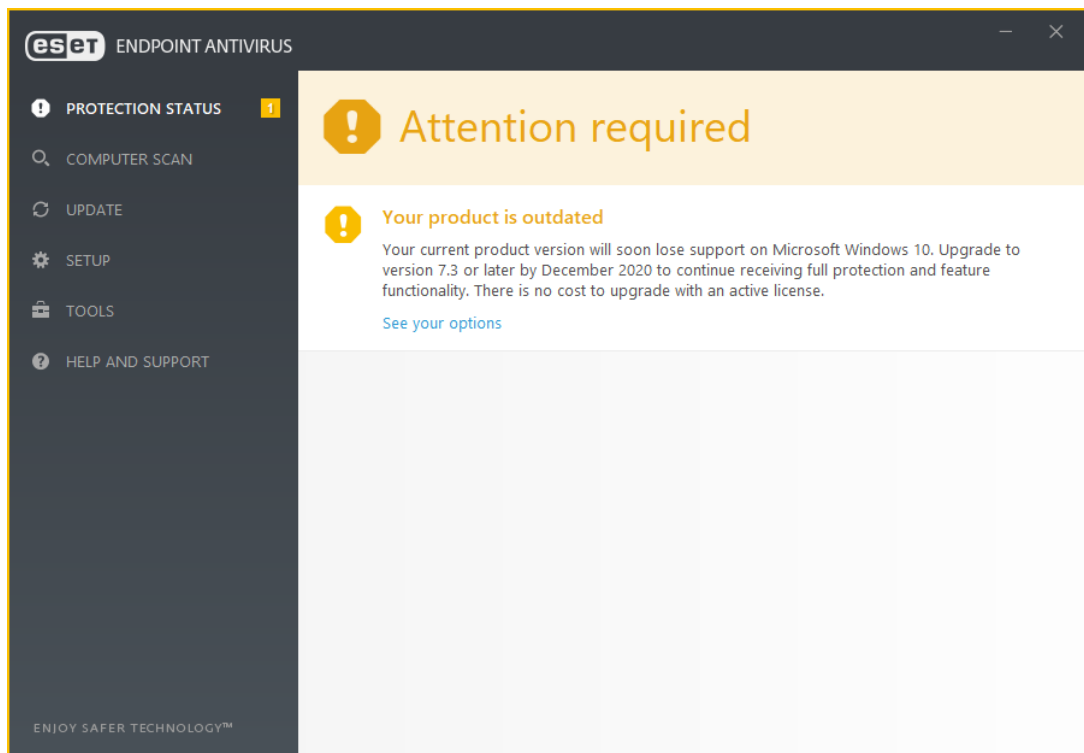 eset ENDPOINT ANTIVIRUS
PROTECTION STATUS 1
COMPUTER SCAN
UPDATE
SETUP
TOOLS
HELP AND SUPPORT
ENJOY SAFER TECHNOLOGY™
Attention required
Your product is outdated
Your current product version will soon lose support on Microsoft Windows 10. Upgrade to
version 7.3 or later by December 2020 to continue receiving full protection and feature
functionality. There is no cost to upgrade with an active license.
See your options